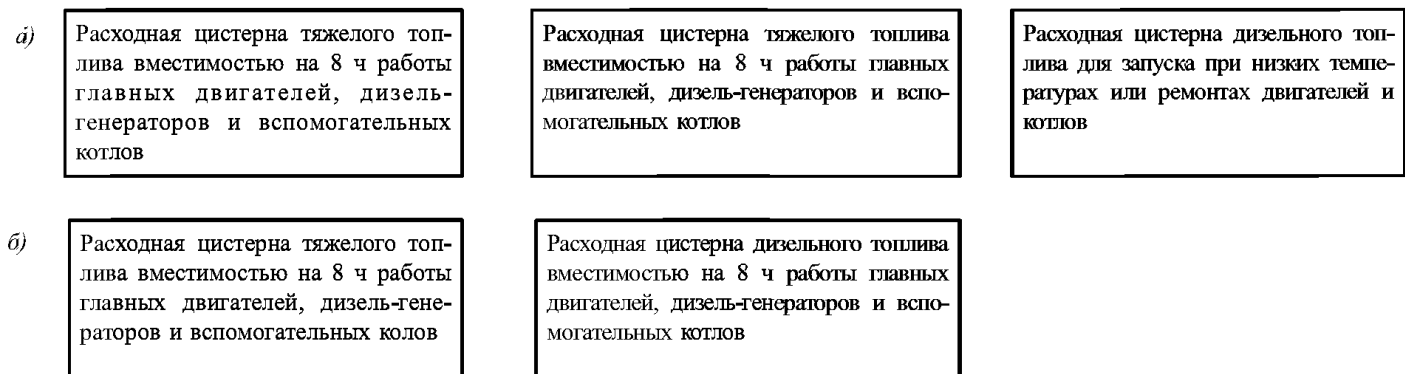 а)
Расходная цистерна тяжелого топ-
лива вместимостью на 8 ч работы
главных двигателей, дизель-
генераторов и вспомогательных
котлов
Расходная цистерна тяжелого топлива
вместимостью на 8 ч работы главных
двигателей, дизель-генераторов и вспо-
могательных котлов
Расходная цистерна дизельного топ-
лива для запуска при низких темпе-
ратурах или ремонтах двигателей и
котлов
б)
Расходная цистерна тяжелого топ-
лива вместимостью на 8 ч работы
главных двигателей, дизель-гене-
раторов и вспомогательных колов
Расходная цистерна дизельного топлива
вместимостью на 8 ч работы главных
двигателей, дизель-генераторов и вспо-
могательных котлов